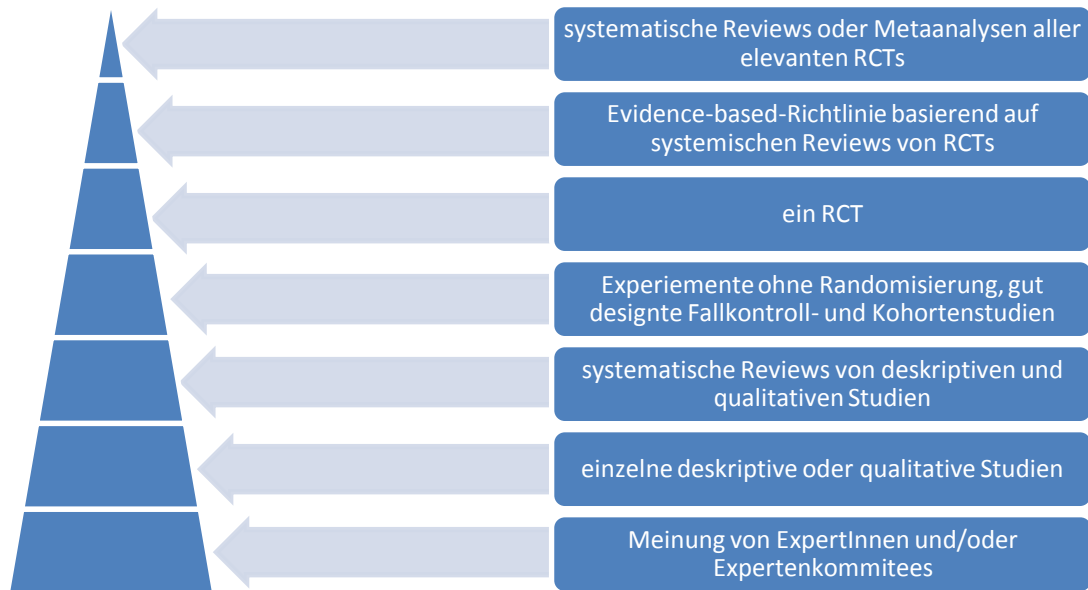 systematische Reviews oder Metaanalysen aller
elevanten RCTs
Evidence-based-Richtlinie basierend auf
systemischen Reviews von RCTs
ein RCT
Experiemente ohne Randomisierung, gut
designte Fallkontroll- und Kohortenstudien
systematische Reviews von deskriptiven und
qualitativen Studien
einzelne deskriptive oder qualitative Studien
Meinung von ExpertInnen und/oder
Expertenkommitees